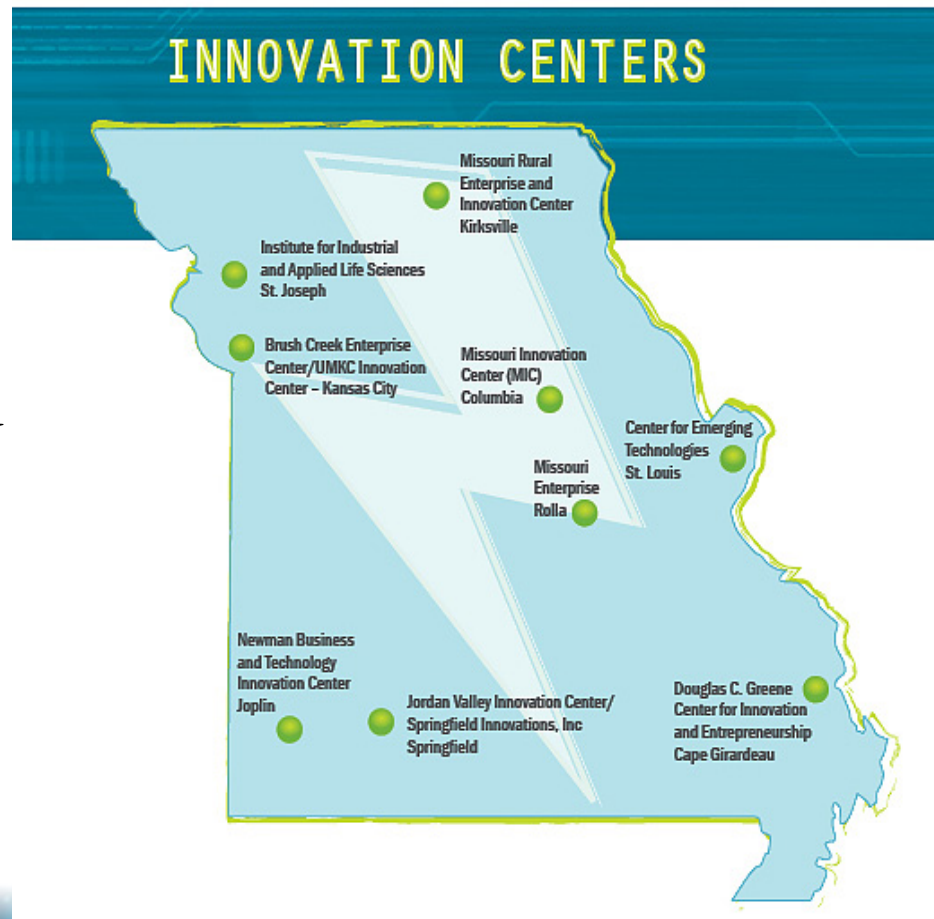 INNOVATION CENTERS
Missouri Rural
Enterprise and
Innovation Center
Kirksville
Institute for Industrial
and Applied Life Sciences
St. Joseph
Brush Creek Enterprise
Center/UMKC Innovation
Center – Kansas City
Missouri Innovation
Center (MIC)
Columbia
Center for Emerging
Technologies
St. Louis
Missouri
Enterprise
Rolla
Newman Business
and Technology
Innovation Center
Joplin
Jordan Valley Innovation Center/
Springfield Innovations, Inc
Springfield
Douglas C. Greene
Center for Innovation
and Entrepreneurship
Cape Girardeau